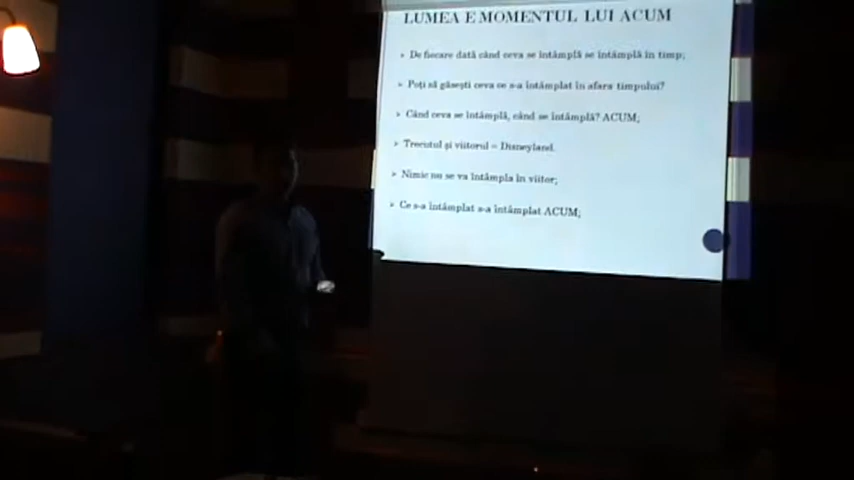 LUMEA E MOMENTUL LUI ACUM
➤ De fiecare dată când ceva se întâmplă se întâmplă în timp;
➤ Poți să găsești ceva ce s-a întâmplat în afara timpului?
➤ Când ceva se întâmplă, când se întâmplă? ACUM;
➤ Trecutul și viitorul = Disneyland.
➤ Nimic nu se va întâmpla în viitor;
➤ Ce s-a întâmplat s-a întâmplat ACUM;